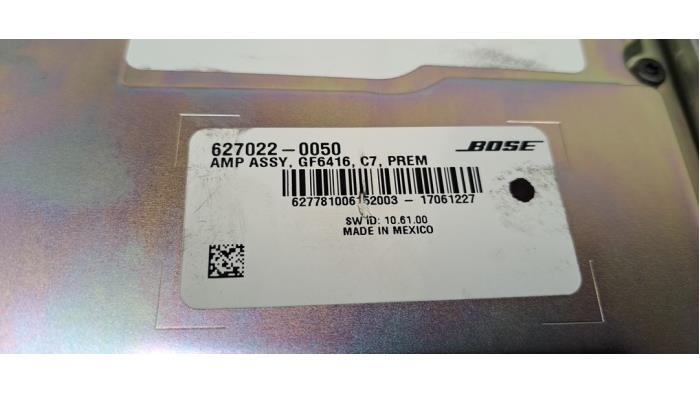 627022-0050
BOSE
AMP ASSY, GF6416, C7, PREM
627781006152003 - 17061227
SW ID: 10.61.00
MADE IN MEXICO